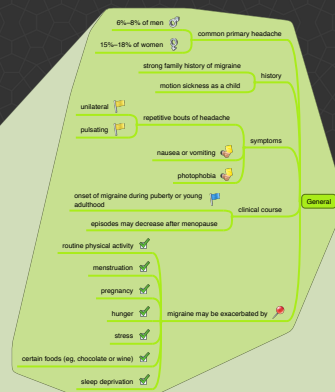 6%–8% of men
common primary headache
15%–18% of women
strong family history of migraine
history
motion sickness as a child
unilateral
repetitive bouts of headache
pulsating
symptoms
nausea or vomiting
photophobia
General
onset of migraine during puberty or young
adulthood
clinical course
episodes may decrease after menopause
routine physical activity
menstruation
pregnancy
hunger
migraine may be exacerbated by
stress
certain foods (eg, chocolate or wine)
sleep deprivation